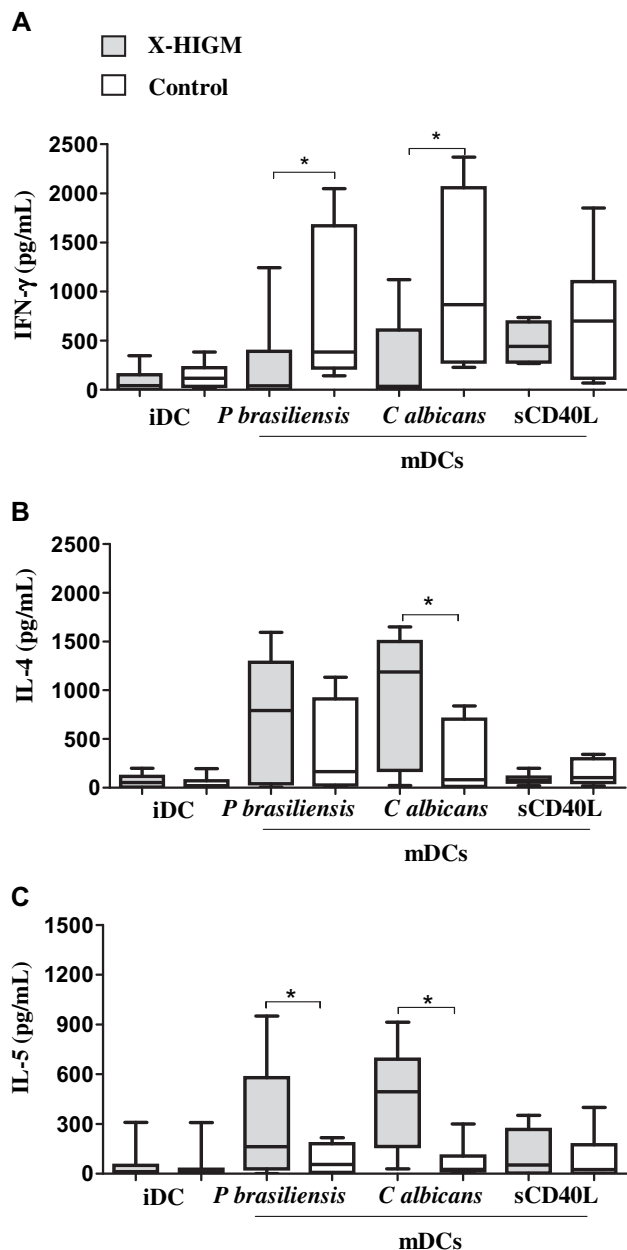 A
X-HIGM
Control
IFN-γ (pg/mL)
2500
2000
1500
1000
500
0
* *
iDC P brasiliensis C albicans sCD40L
mDCs
B
IL-4 (pg/mL)
2500
2000
1500
1000
500
0
*
iDC P brasiliensis C albicans sCD40L
mDCs
C
IL-5 (pg/mL)
1500
1200
900
600
300
0
* *
iDC P brasiliensis C albicans sCD40L
mDCs